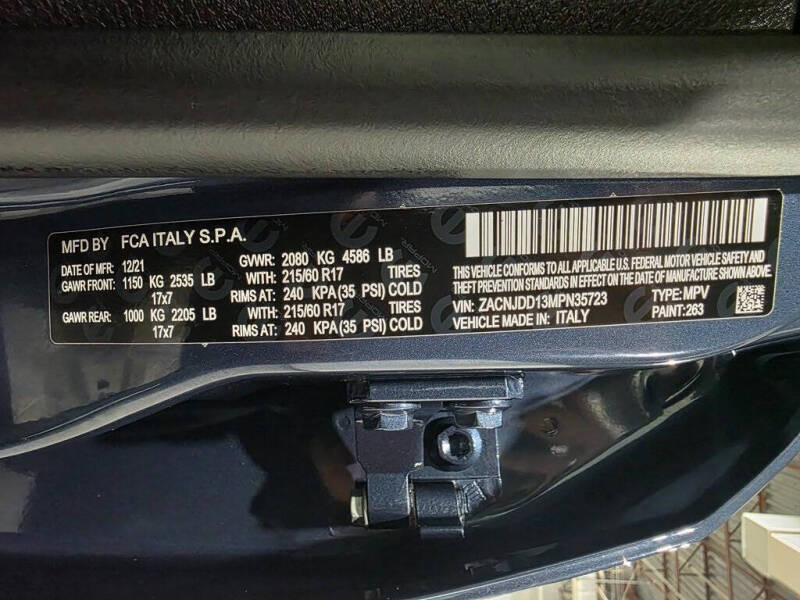 MFD BY FCA ITALY S.P.A.
DATE OF MFR: 12/21 GVWR: 2080 KG 4586 LB
GAWR FRONT: 1150 KG 2535 LB WITH: 215/60 R17 TIRES
17x7 RIMS AT: 240 KPA(35 PSI) COLD
GAWR REAR: 1000 KG 2205 LB WITH: 215/60 R17 TIRES
17x7 RIMS AT: 240 KPA(35 PSI) COLD
THIS VEHICLE CONFORMS TO ALL APPLICABLE U.S.A. FEDERAL MOTOR VEHICLE SAFETY AND
THEFT PREVENTION STANDARDS IN EFFECT ON THE DATE OF MANUFACTURE SHOWN ABOVE.
VIN: ZACNJDD13MPN35723 TYPE: MPV
VEHICLE MADE IN: ITALY PAINT: 263